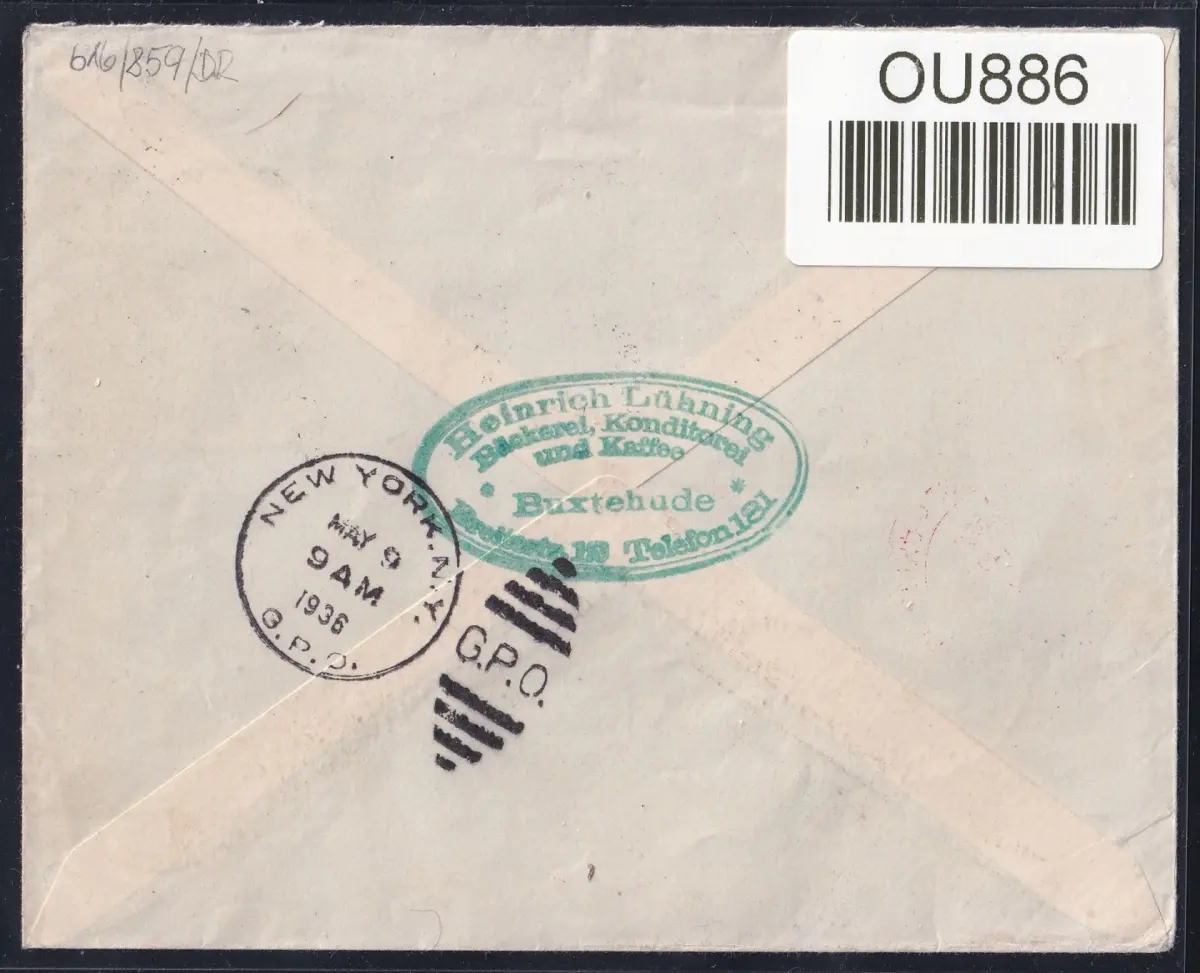 616/859/DR
OU886
Heinrich Lühning
Bäckerei, Konditorei
und Kaffee
* Buxtehude *
Telefon 181
NEW YORK. N.Y.
MAY 9
9 AM
1936
G.P.O.
G.P.O.